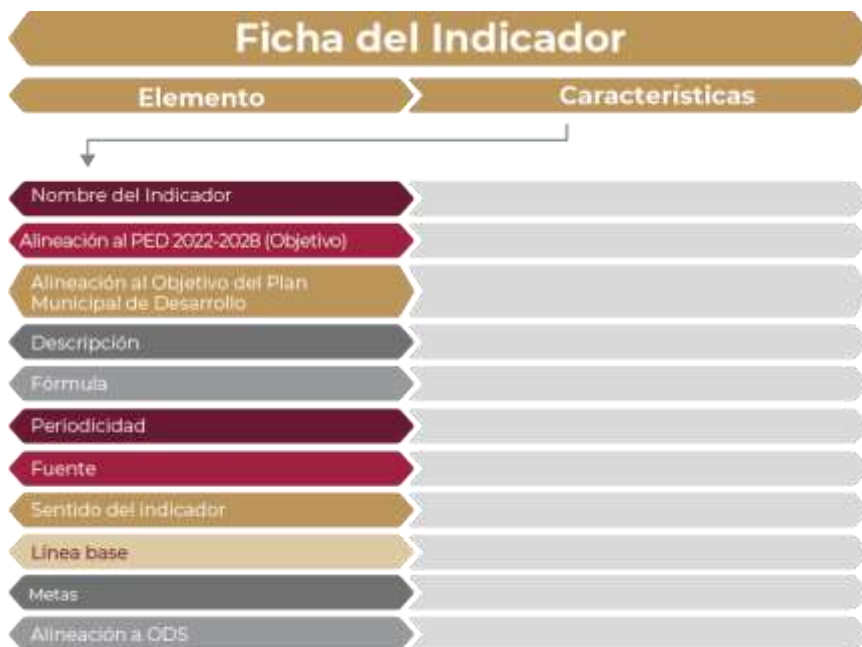 Ficha del Indicador
Elemento
Características
Nombre del Indicador
Alineación al PED 2022-2028 (Objetivo)
Alineación al Objetivo del Plan
Municipal de Desarrollo
Descripción
Fórmula
Periodicidad
Fuente
Sentido del indicador
Línea base
Metas
Alineación a ODS